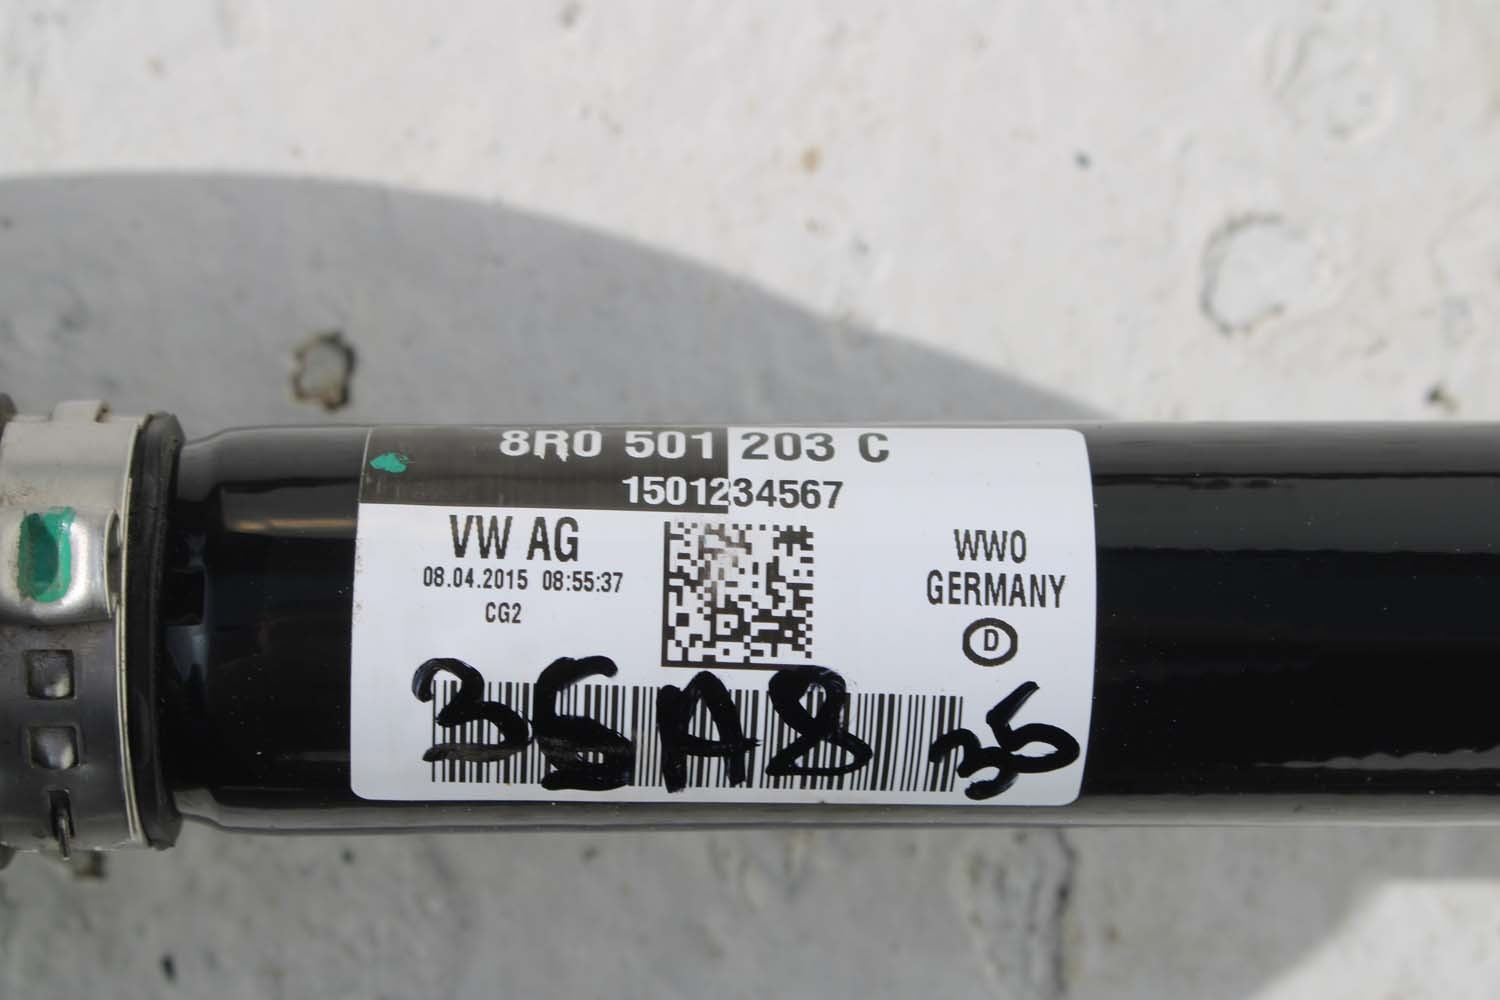 8R0 501 203 C
1501234567
VW AG
08.04.2015 08:55:37
CG2
WWO
GERMANY
D
35A8 35